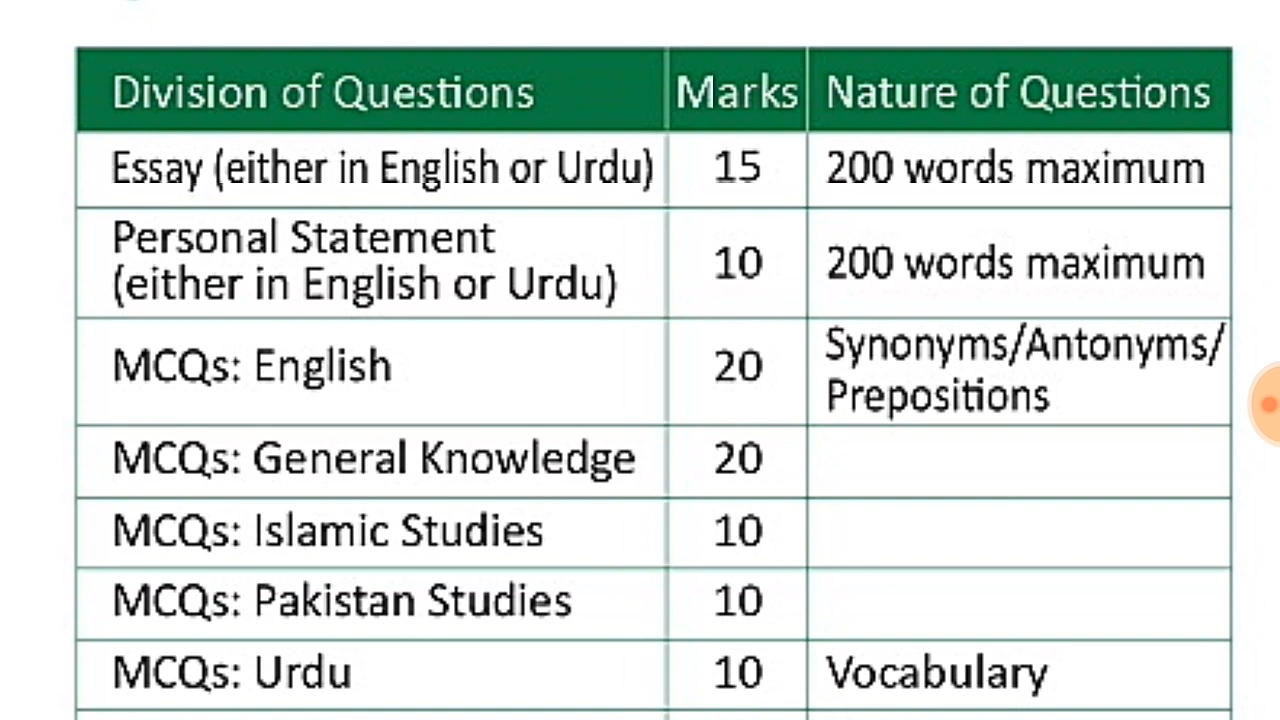 Division of Questions Marks Nature of Questions
Essay (either in English or Urdu) 15 200 words maximum
Personal Statement
(either in English or Urdu) 10 200 words maximum
MCQs: English 20 Synonyms/Antonyms/
Prepositions
MCQs: General Knowledge 20
MCQs: Islamic Studies 10
MCQs: Pakistan Studies 10
MCQs: Urdu 10 Vocabulary